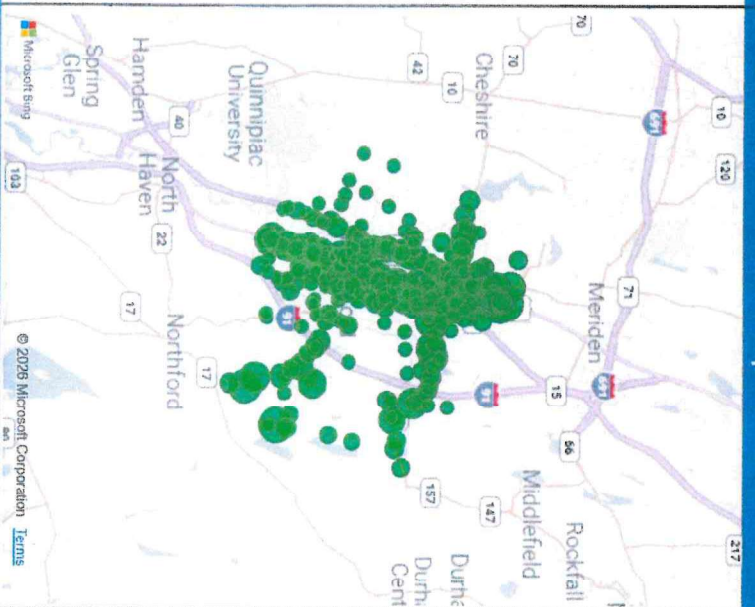 217
10
120
691
71
691
Meriden
70
Rockfall
66
15
Middlefield
70
147
91
Cheshire
Durha
10
157
Durh
Cent
42
91
Quinnipiac
University
17
40
Northford
North
Haven
22
Hamden
17
Spring
Glen
Microsoft Bing
© 2026 Microsoft Corporation Terms
103